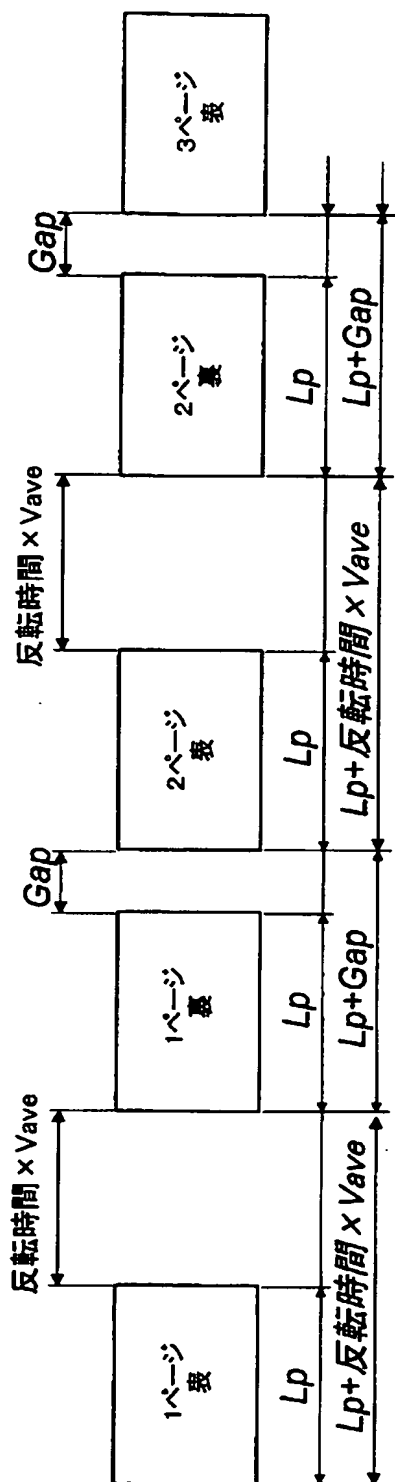 反転時間×Vave
Gap
反転時間×Vave
Gap
1ページ
表
1ページ
裏
2ページ
表
2ページ
裏
3ページ
表
Lp
Lp
Lp
Lp
Lp+反転時間×Vave
Lp+Gap
Lp+反転時間×Vave
Lp+Gap